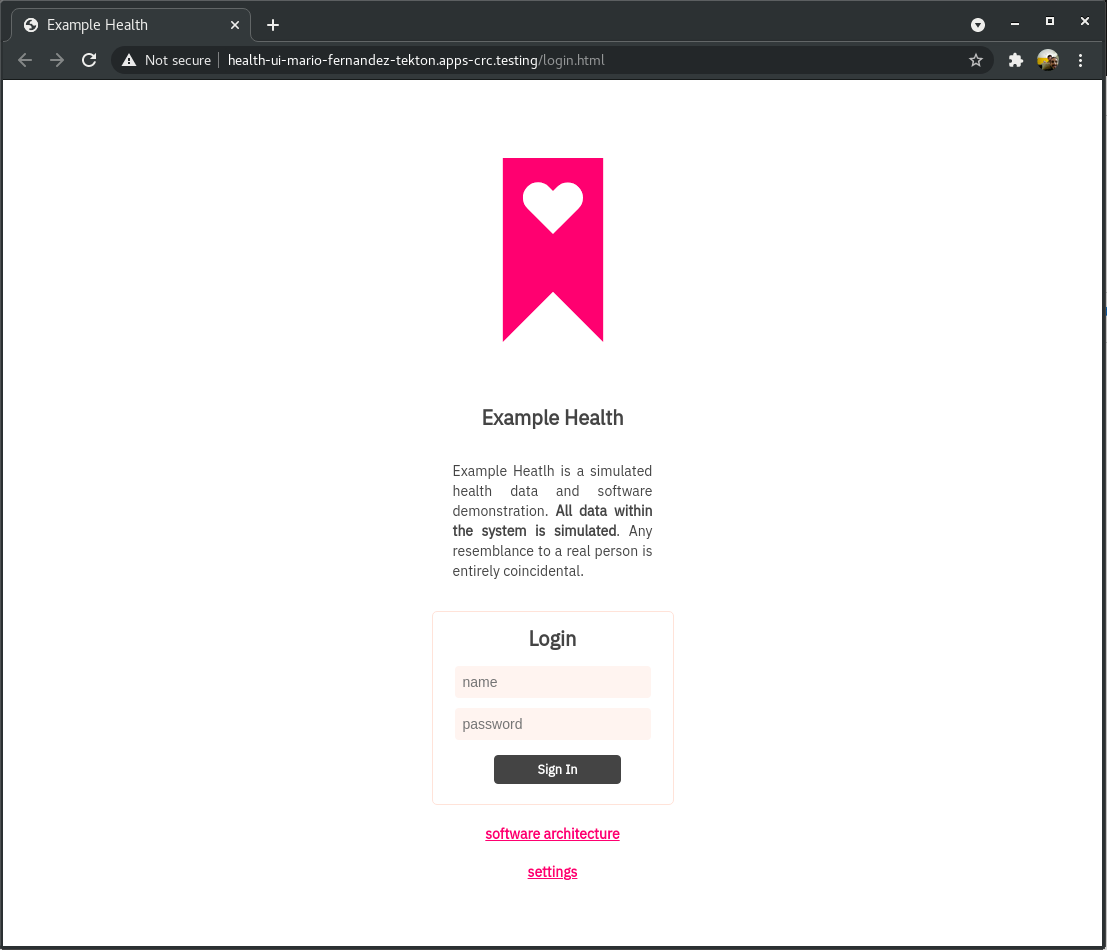 Example Health
Not secure
health-ui-mario-fernandez-tekton.apps-crc.testing/login.html
Example Health
Example Heatlh is a simulated
health data and software
demonstration. All data within
the system is simulated. Any
resemblance to a real person is
entirely coincidental.
Login
name
password
Sign In
software architecture
settings